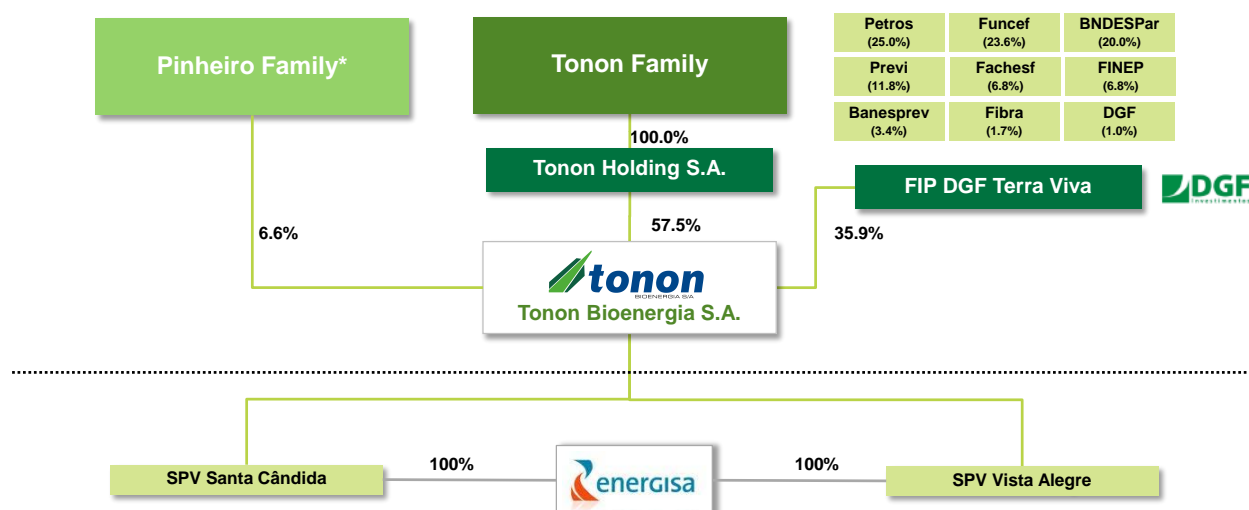 Pinheiro Family*
Tonon Family
Petros
(25.0%)
Funcef
(23.6%)
BNDESPar
(20.0%)
Previ
(11.8%)
Fachesf
(6.8%)
FINEP
(6.8%)
Banesprev
(3.4%)
Fibra
(1.7%)
DGF
(1.0%)
100.0%
Tonon Holding S.A.
FIP DGF Terra Viva
DGF
Investimentos
6.6%
57.5%
35.9%
tonon
BIOENERGIA S/A
Tonon Bioenergia S.A.
SPV Santa Cândida
100%
energisa
100%
SPV Vista Alegre